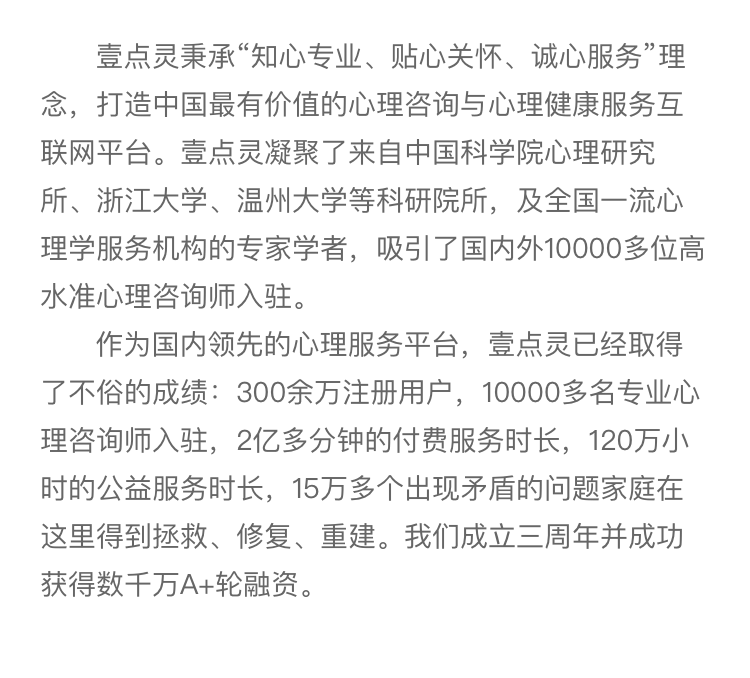 壹点灵秉承“知心专业、贴心关怀、诚心服务”理
念，打造中国最有价值的心理咨询与心理健康服务互
联网平台。壹点灵凝聚了来自中国科学院心理研究
所、浙江大学、温州大学等科研院所，及全国一流心
理学服务机构的专家学者，吸引了国内外10000多位高
水准心理咨询师入驻。
作为国内领先的心理服务平台，壹点灵已经取得
了不俗的成绩：300余万注册用户，10000多名专业心
理咨询师入驻，2亿多分钟的付费服务时长，120万小
时的公益服务时长，15万多个出现矛盾的问题家庭在
这里得到拯救、修复、重建。我们成立三周年并成功
获得数千万A+轮融资。